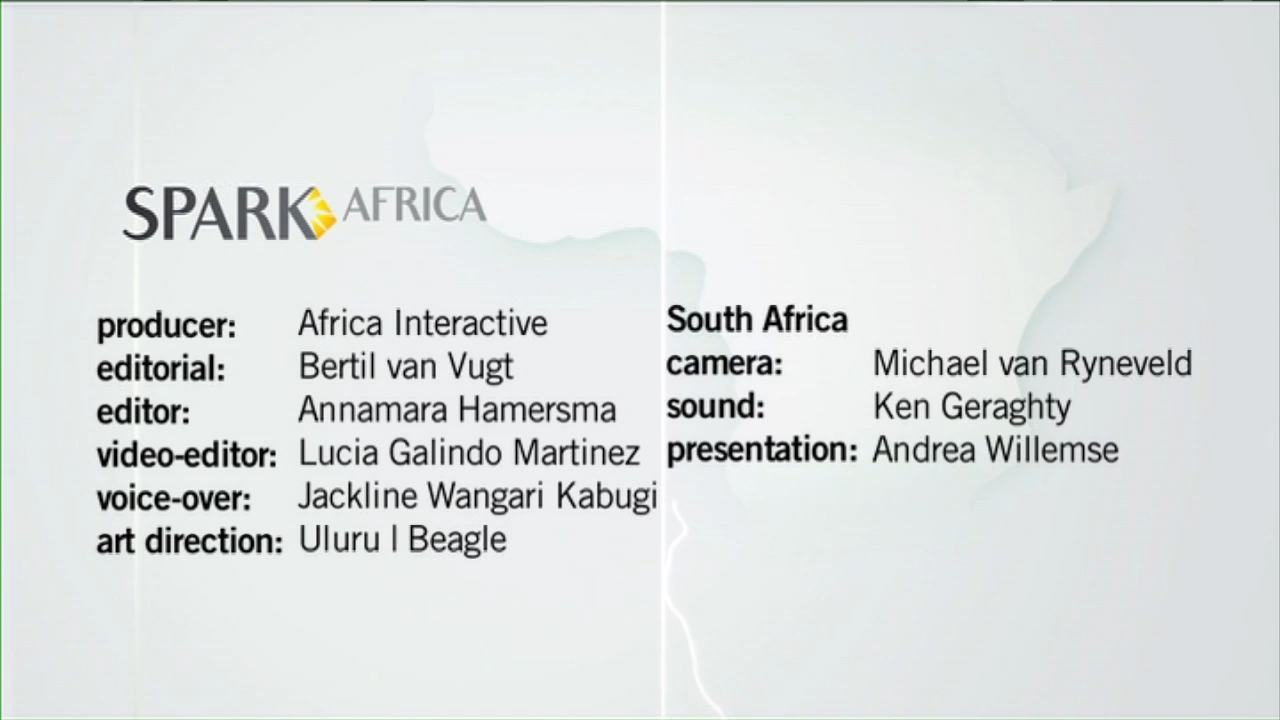 SPARK AFRICA
producer: Africa Interactive
editorial: Bertil van Vugt
editor: Annamara Hamersma
video-editor: Lucia Galindo Martinez
voice-over: Jackline Wangari Kabugi
art direction: Uluru | Beagle
South Africa
camera: Michael van Ryneveld
sound: Ken Geraghty
presentation: Andrea Willemse